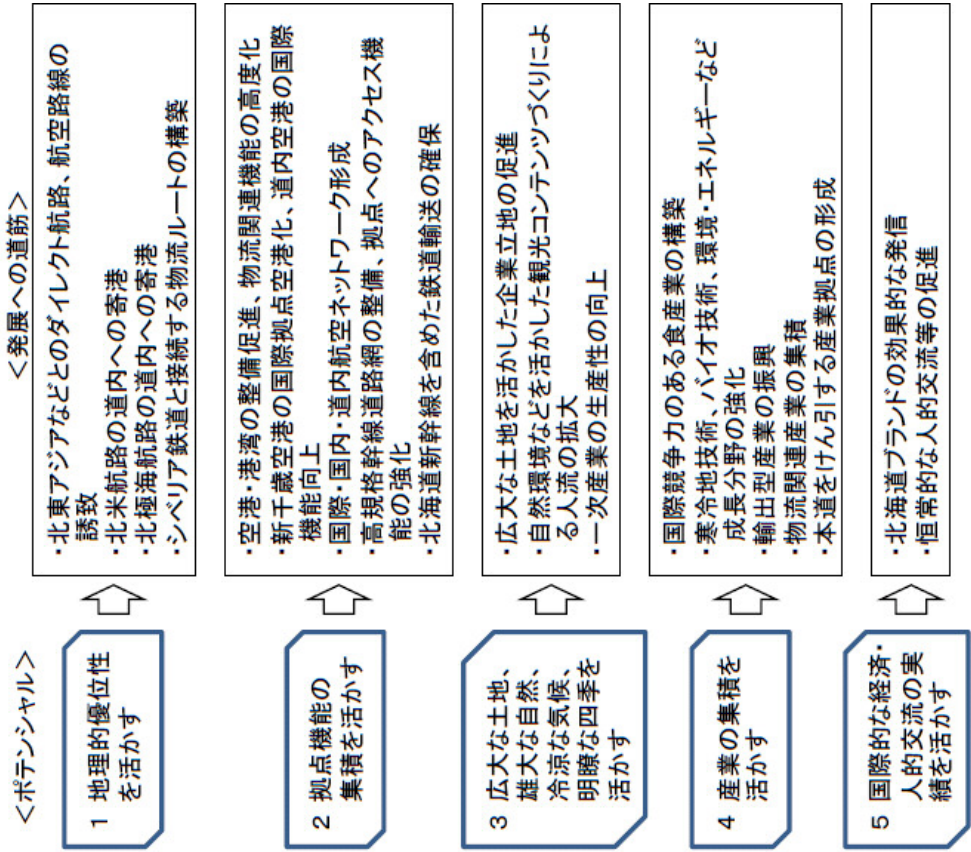 ＜ポテンシャル＞
＜発展への道筋＞
1 地理的優位性
を活かす
・北東アジアなどとのダイレクト航路、航空路線の
誘致
・北米航路の道内への寄港
・北極海航路の道内への寄港
・シベリア鉄道と接続する物流ルートの構築
2 拠点機能の
集積を活かす
・空港・港湾の整備促進、物流関連機能の高度化
・新千歳空港の国際拠点空港化、道内空港の国際
機能向上
・国際・国内・道内航空ネットワーク形成
・高規格幹線道路網の整備、拠点へのアクセス機
能の強化
・北海道新幹線を含めた鉄道輸送の確保
3 広大な土地、
雄大な自然、
冷涼な気候、
明瞭な四季を
活かす
・広大な土地を活かした企業立地の促進
・自然環境などを活かした観光コンテンツづくりによ
る人流の拡大
・一次産業の生産性の向上
4 産業の集積を
活かす
・国際競争力のある食産業の構築
・寒冷地技術、バイオ技術、環境・エネルギーなど
成長分野の強化
・輸出型産業の振興
・物流関連産業の集積
・本道をけん引する産業拠点の形成
5 国際的な経済・
人的交流の実
績を活かす
・北海道ブランドの効果的な発信
・恒常的な人的交流等の促進